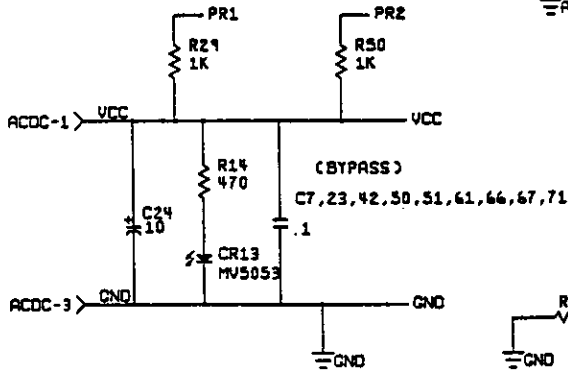 PR1
PR2
R29
1K
R50
1K
ACDC-1
VCC
VCC
R14
470
(BYPASS)
C7,23,42,50,51,61,66,67,71
.1
C24
10
CR13
MV5053
ACDC-3
GND
GND
GND
GND